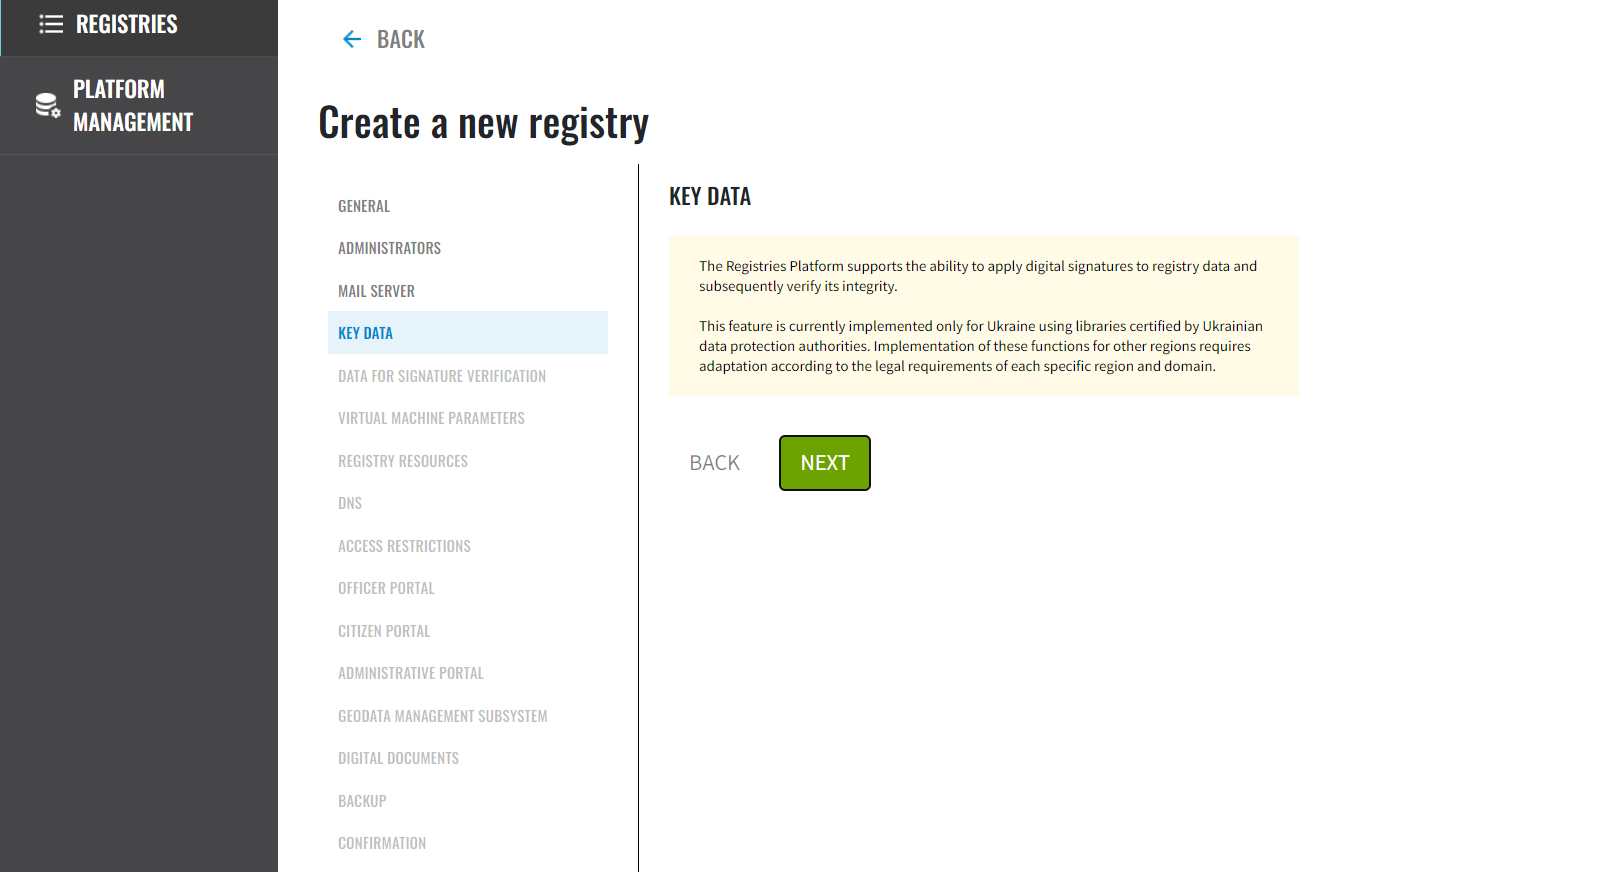 REGISTRIES
PLATFORM
MANAGEMENT
BACK
Create a new registry
GENERAL
ADMINISTRATORS
MAIL SERVER
KEY DATA
DATA FOR SIGNATURE VERIFICATION
VIRTUAL MACHINE PARAMETERS
REGISTRY RESOURCES
DNS
ACCESS RESTRICTIONS
OFFICER PORTAL
CITIZEN PORTAL
ADMINISTRATIVE PORTAL
GEODATA MANAGEMENT SUBSYSTEM
DIGITAL DOCUMENTS
BACKUP
CONFIRMATION
KEY DATA
The Registries Platform supports the ability to apply digital signatures to registry data and
subsequently verify its integrity.
This feature is currently implemented only for Ukraine using libraries certified by Ukrainian
data protection authorities. Implementation of these functions for other regions requires
adaptation according to the legal requirements of each specific region and domain.
BACK
NEXT